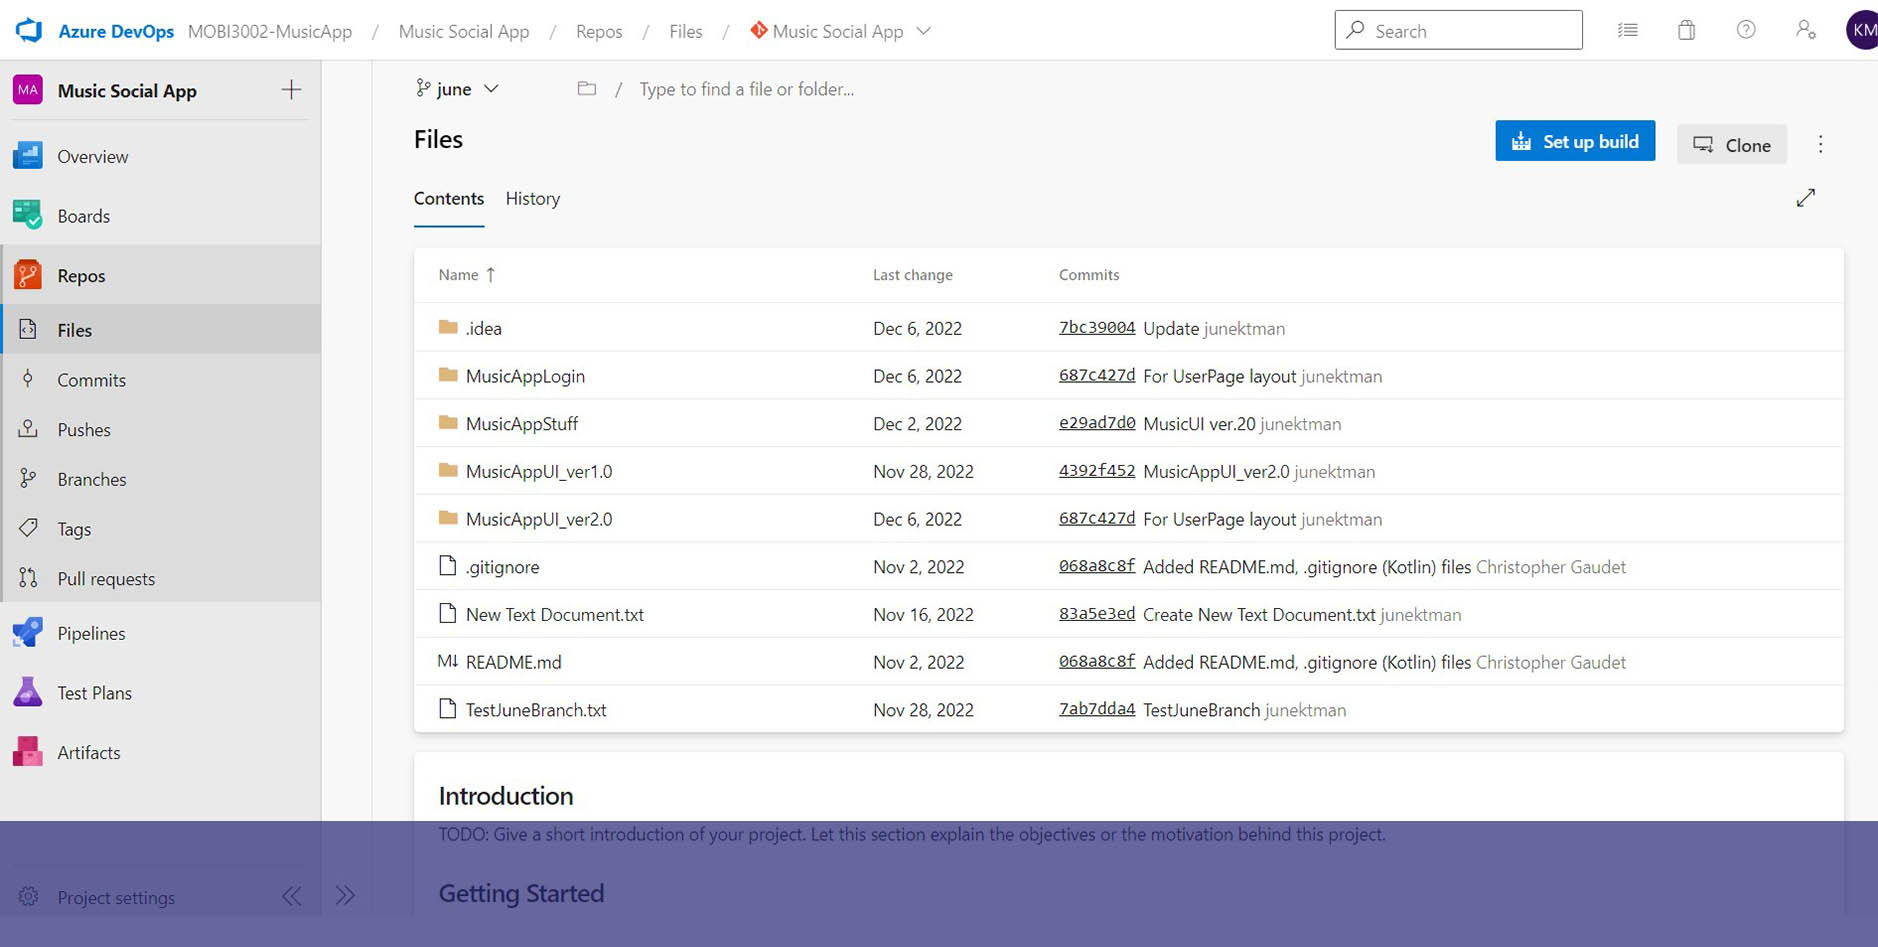 Azure DevOps MOBI3002-MusicApp / Music Social App / Repos / Files / Music Social App Search KM
MA Music Social App
june / Type to find a file or folder...
Files
Set up build Clone
Overview
Contents History
Boards
Repos
Name ↑ Last change Commits
Files
.idea Dec 6, 2022 7bc39004 Update junektman
Commits
MusicAppLogin Dec 6, 2022 687c427d For UserPage layout junektman
Pushes
MusicAppStuff Dec 2, 2022 e29ad7d0 MusicUI ver.20 junektman
Branches
MusicAppUI_ver1.0 Nov 28, 2022 4392f452 MusicAppUI_ver2.0 junektman
Tags
MusicAppUI_ver2.0 Dec 6, 2022 687c427d For UserPage layout junektman
Pull requests
.gitignore Nov 2, 2022 068a8c8f Added README.md, .gitignore (Kotlin) files Christopher Gaudet
Pipelines
New Text Document.txt Nov 16, 2022 83a5e3ed Create New Text Document.txt junektman
M↓ README.md Nov 2, 2022 068a8c8f Added README.md, .gitignore (Kotlin) files Christopher Gaudet
Test Plans
TestJuneBranch.txt Nov 28, 2022 7ab7dda4 TestJuneBranch junektman
Artifacts
Introduction
TODO: Give a short introduction of your project. Let this section explain the objectives or the motivation behind this project.
Getting Started
Project settings